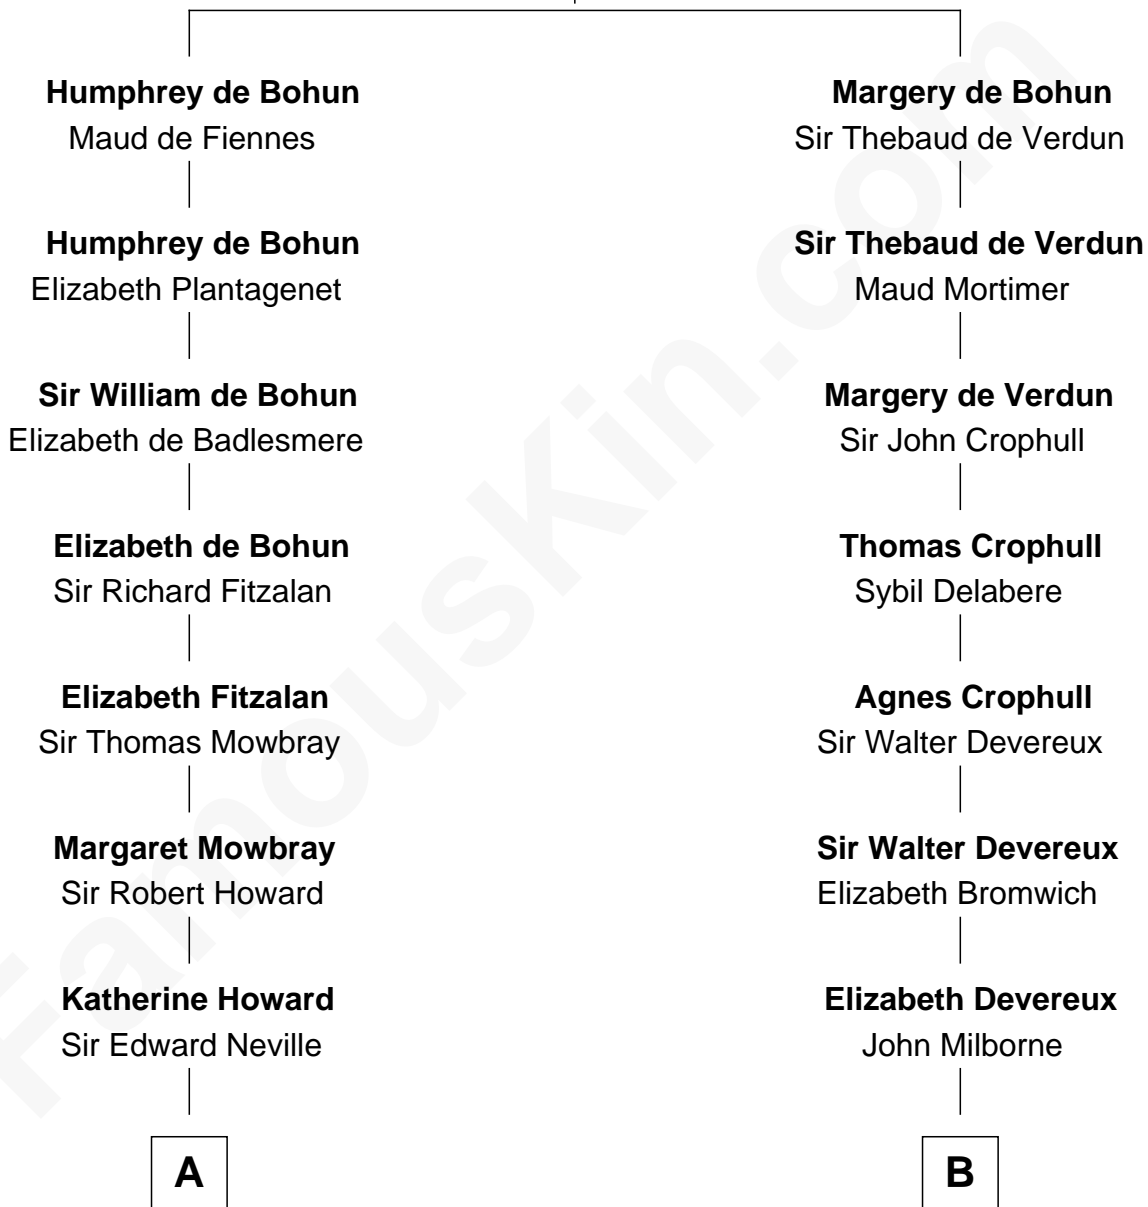 Humphrey de Bohun
Maud de Fiennes
Humphrey de Bohun
Elizabeth Plantagenet
Sir William de Bohun
Elizabeth de Badlesmere
Elizabeth de Bohun
Sir Richard Fitzalan
Elizabeth Fitzalan
Sir Thomas Mowbray
Margaret Mowbray
Sir Robert Howard
Katherine Howard
Sir Edward Neville
A
Margery de Bohun
Sir Thebaud de Verdun
Sir Thebaud de Verdun
Maud Mortimer
Margery de Verdun
Sir John Crophull
Thomas Crophull
Sybil Delabere
Agnes Crophull
Sir Walter Devereux
Sir Walter Devereux
Elizabeth Bromwich
Elizabeth Devereux
John Milborne
B
FamousKin.com